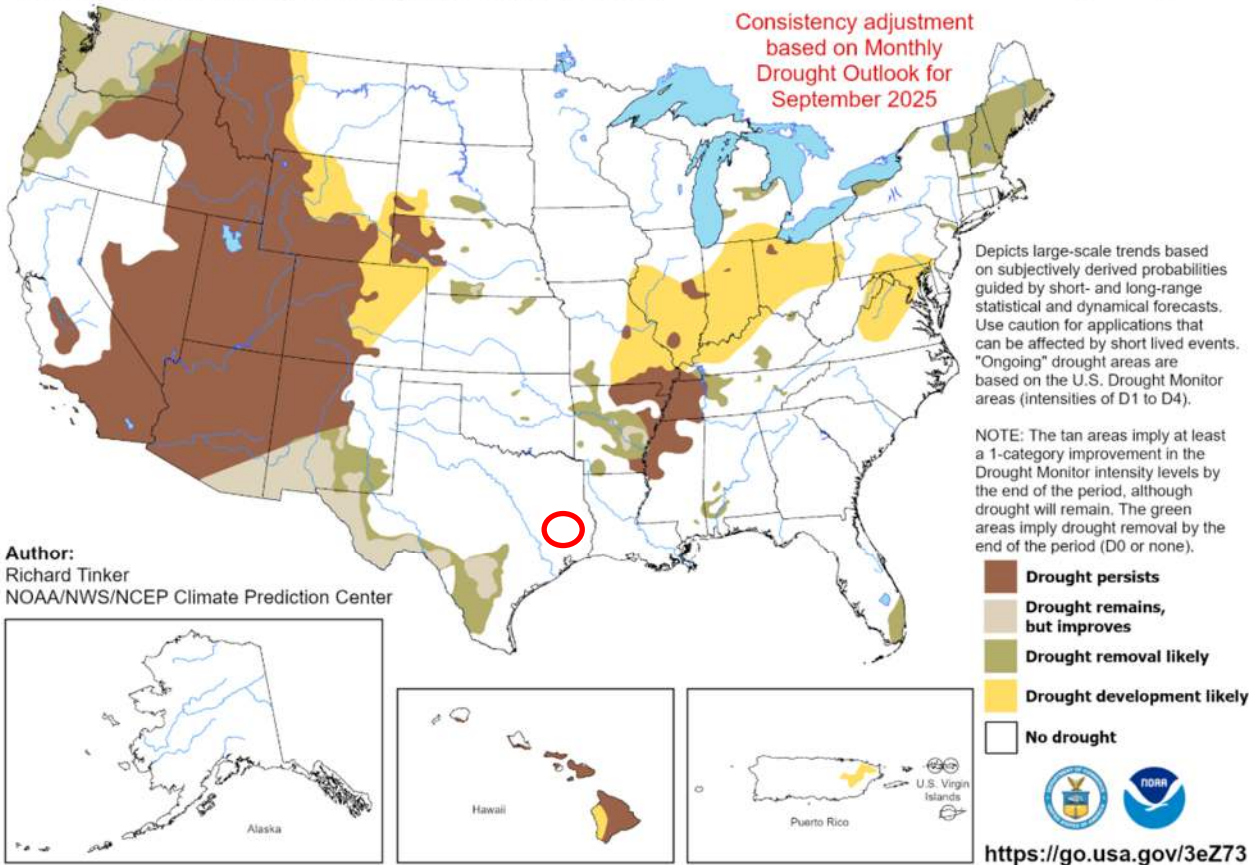 Consistency adjustment
based on Monthly
Drought Outlook for
September 2025
Depicts large-scale trends based
on subjectively derived probabilities
guided by short- and long-range
statistical and dynamical forecasts.
Use caution for applications that
can be affected by short lived events.
"Ongoing" drought areas are
based on the U.S. Drought Monitor
areas (intensities of D1 to D4).
NOTE: The tan areas imply at least
a 1-category improvement in the
Drought Monitor intensity levels by
the end of the period, although
drought will remain. The green
areas imply drought removal by the
end of the period (D0 or none).
Author:
Richard Tinker
NOAA/NWS/NCEP Climate Prediction Center
Drought persists
Drought remains,
but improves
Drought removal likely
Drought development likely
No drought
Alaska
Hawaii
Puerto Rico
U.S. Virgin
Islands
NOAA
https://go.usa.gov/3eZ73